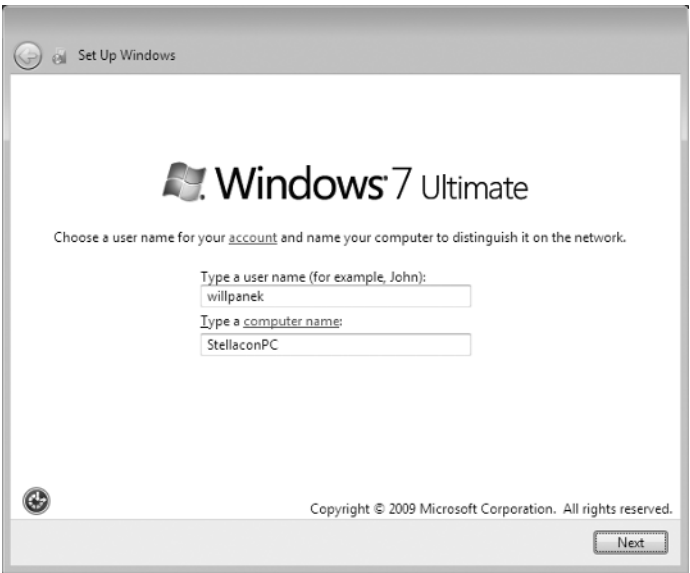 Set Up Windows
Windows 7 Ultimate
Choose a user name for your account and name your computer to distinguish it on the network.
Type a user name (for example, John):
willpanek
Type a computer name:
StellaconPC
Copyright © 2009 Microsoft Corporation. All rights reserved.
Next